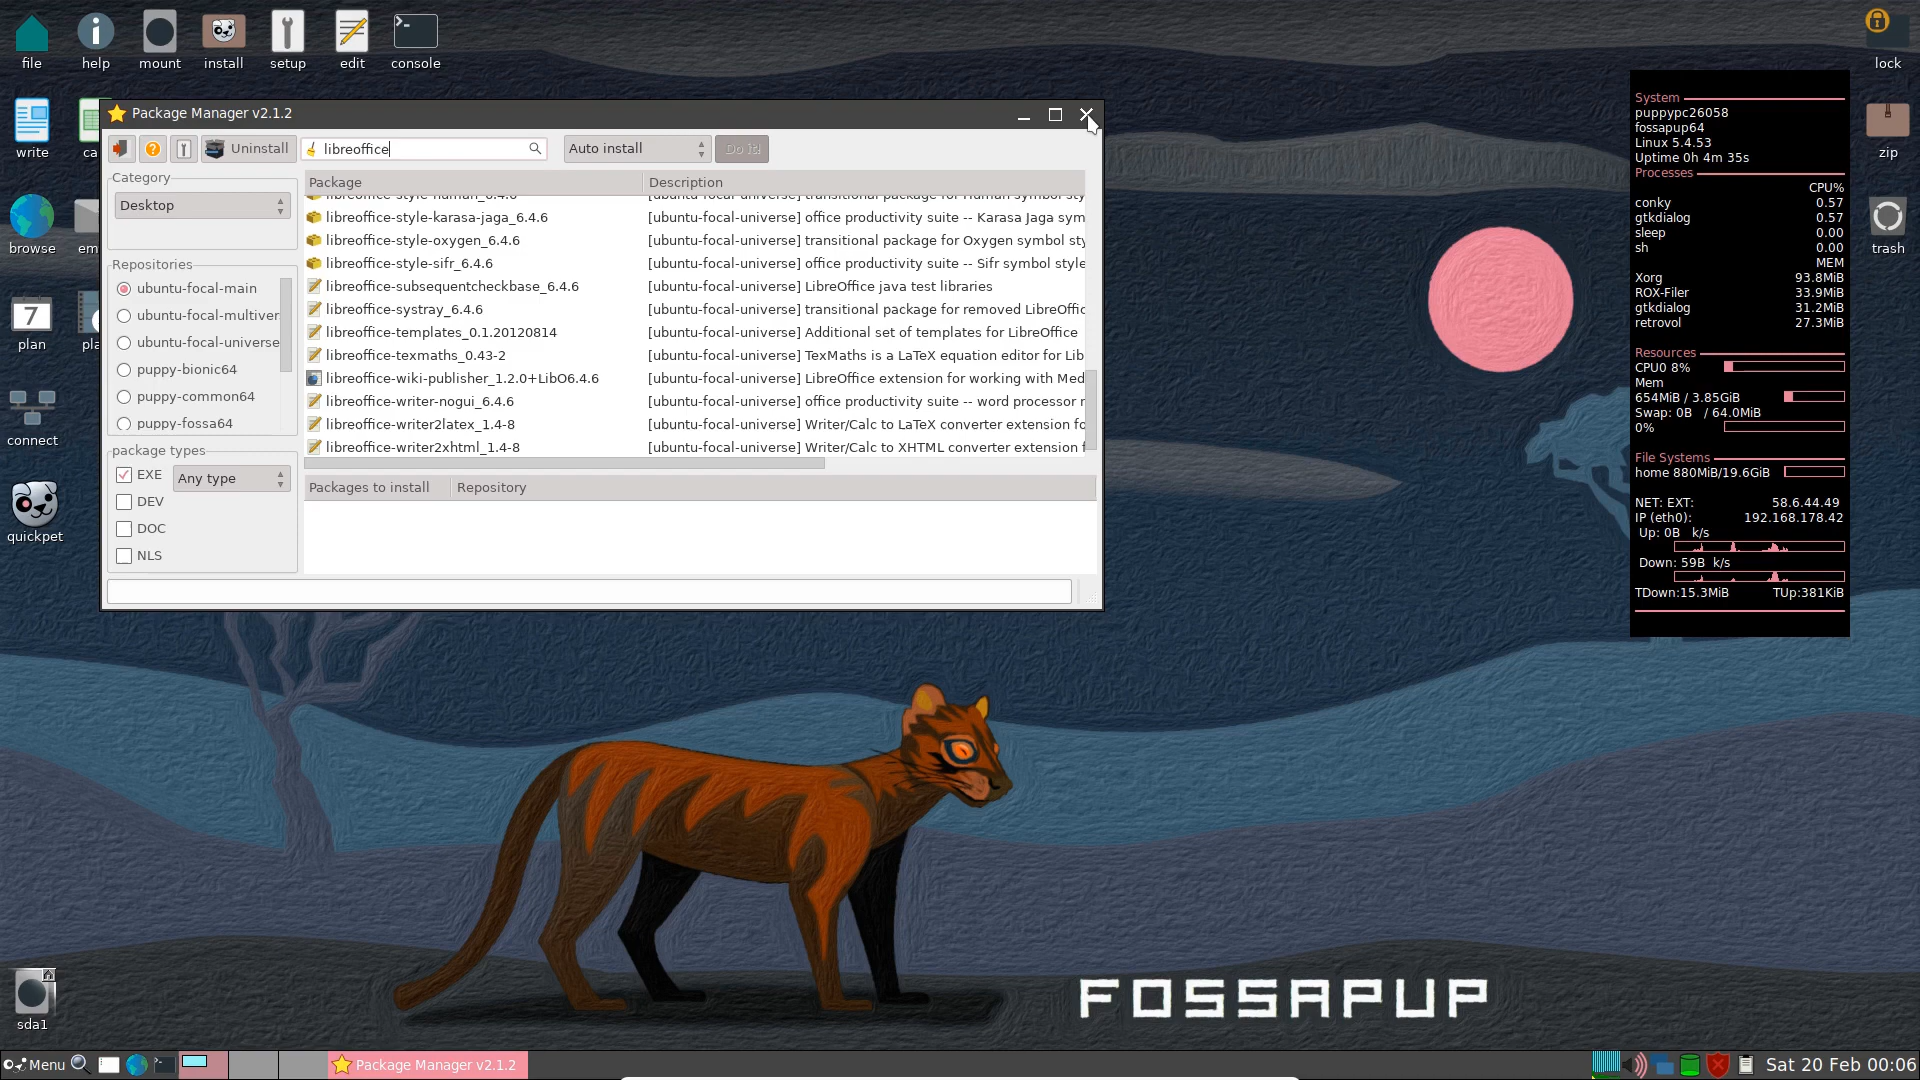 file help mount install setup edit console lock
Package Manager v2.1.2
Uninstall libreoffice Auto install Do it!
write
zip
Category
Desktop
Package Description
libreoffice-style-karasa-jaga_6.4.6 [ubuntu-focal-universe] office productivity suite -- Karasa Jaga sym
libreoffice-style-oxygen_6.4.6 [ubuntu-focal-universe] transitional package for Oxygen symbol sty
libreoffice-style-sifr_6.4.6 [ubuntu-focal-universe] office productivity suite -- Sifr symbol style
libreoffice-subsequentcheckbase_6.4.6 [ubuntu-focal-universe] LibreOffice java test libraries
libreoffice-systray_6.4.6 [ubuntu-focal-universe] transitional package for removed LibreOffic
libreoffice-templates_0.1.20120814 [ubuntu-focal-universe] Additional set of templates for LibreOffice
libreoffice-texmaths_0.43-2 [ubuntu-focal-universe] TexMaths is a LaTeX equation editor for Lib
libreoffice-wiki-publisher_1.2.0+LibO6.4.6 [ubuntu-focal-universe] LibreOffice extension for working with Med
libreoffice-writer-nogui_6.4.6 [ubuntu-focal-universe] office productivity suite -- word processor
libreoffice-writer2latex_1.4-8 [ubuntu-focal-universe] Writer/Calc to LaTeX converter extension fo
libreoffice-writer2xhtml_1.4-8 [ubuntu-focal-universe] Writer/Calc to XHTML converter extension
Repositories
ubuntu-focal-main
ubuntu-focal-multiver
ubuntu-focal-universe
puppy-bionic64
puppy-common64
puppy-fossa64
package types
EXE Any type
DEV
DOC
NLS
Packages to install Repository
browse
em
trash
7
plan
pla
connect
quickpet
sda1
System
puppypc26058
fossapup64
Linux 5.4.53
Uptime 0h 4m 35s
Processes
CPU%
conky 0.57
gtkdialog 0.57
sleep 0.00
sh 0.00
MEM
Xorg 93.8MiB
ROX-Filer 33.9MiB
gtkdialog 31.2MiB
retrovol 27.3MiB
Resources
CPU0 8%
Mem
654MiB / 3.85GiB
Swap: 0B / 64.0MiB
0%
File Systems
home 880MiB/19.6GiB
NET: EXT: 58.6.44.49
IP (eth0): 192.168.178.42
Up: 0B k/s
Down: 59B k/s
TDown:15.3MiB TUp:381KiB
FOSSAPUP
Menu Package Manager v2.1.2 Sat 20 Feb 00:06